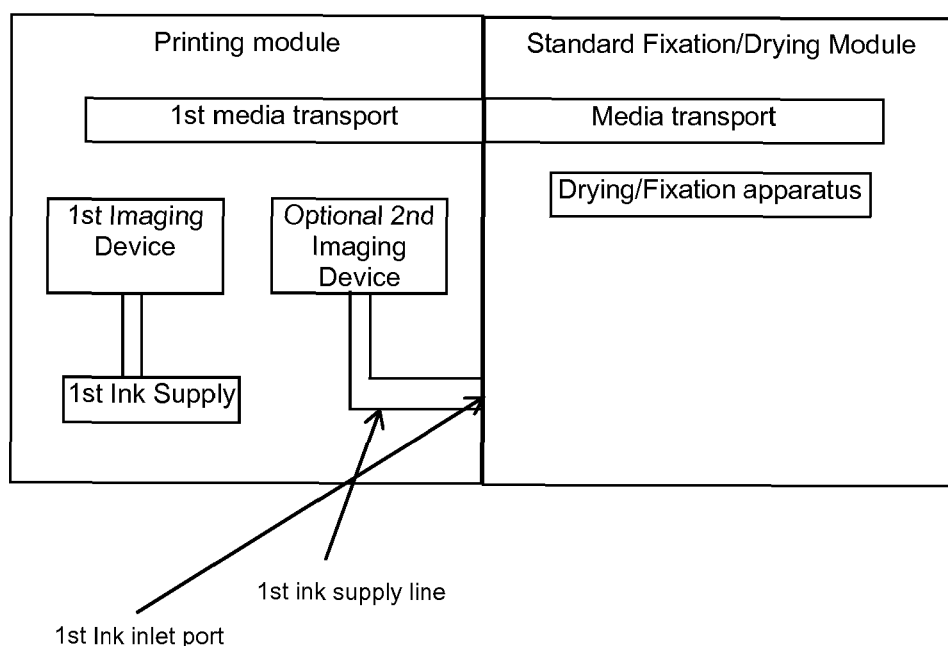 Printing module
Standard Fixation/Drying Module
1st media transport
Media transport
Drying/Fixation apparatus
1st Imaging
Device
Optional 2nd
Imaging
Device
1st Ink Supply
1st ink supply line
1st Ink inlet port